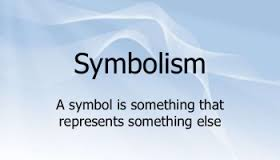 Symbolism
A symbol is something that
represents something else